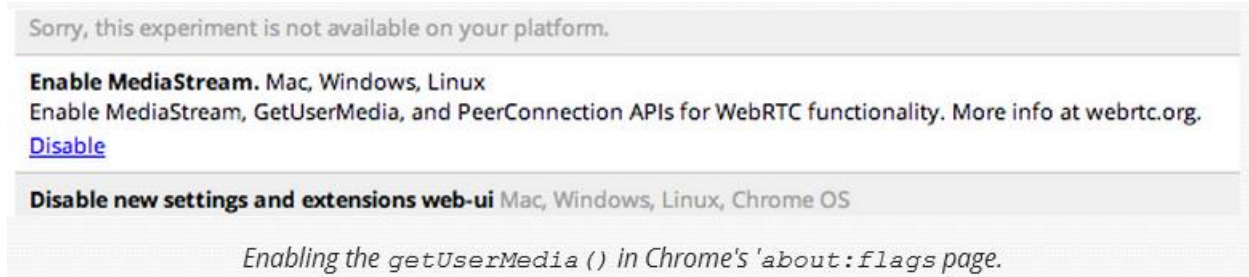 Sorry, this experiment is not available on your platform.
Enable MediaStream. Mac, Windows, Linux
Enable MediaStream, GetUserMedia, and PeerConnection APIs for WebRTC functionality. More info at webrtc.org.
Disable
Disable new settings and extensions web-ui Mac, Windows, Linux, Chrome OS
Enabling the getUserMedia() in Chrome's 'about:flags page.